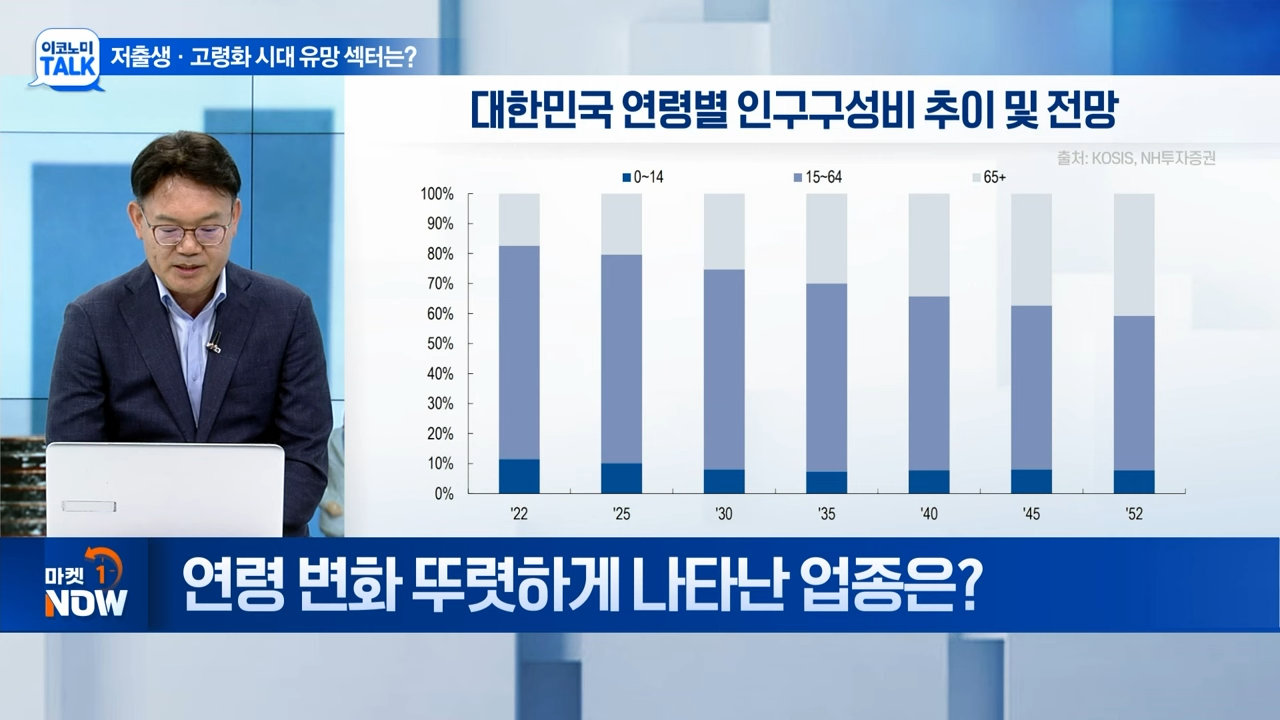 이코노미
TALK
저출생 · 고령화 시대 유망 섹터는?
대한민국 연령별 인구구성비 추이 및 전망
출처: KOSIS, NH투자증권
0~14 15~64 65+
100%
90%
80%
70%
60%
50%
40%
30%
20%
10%
0%
'22 '25 '30 '35 '40 '45 '52
마켓 1
NOW
연령 변화 뚜렷하게 나타난 업종은?